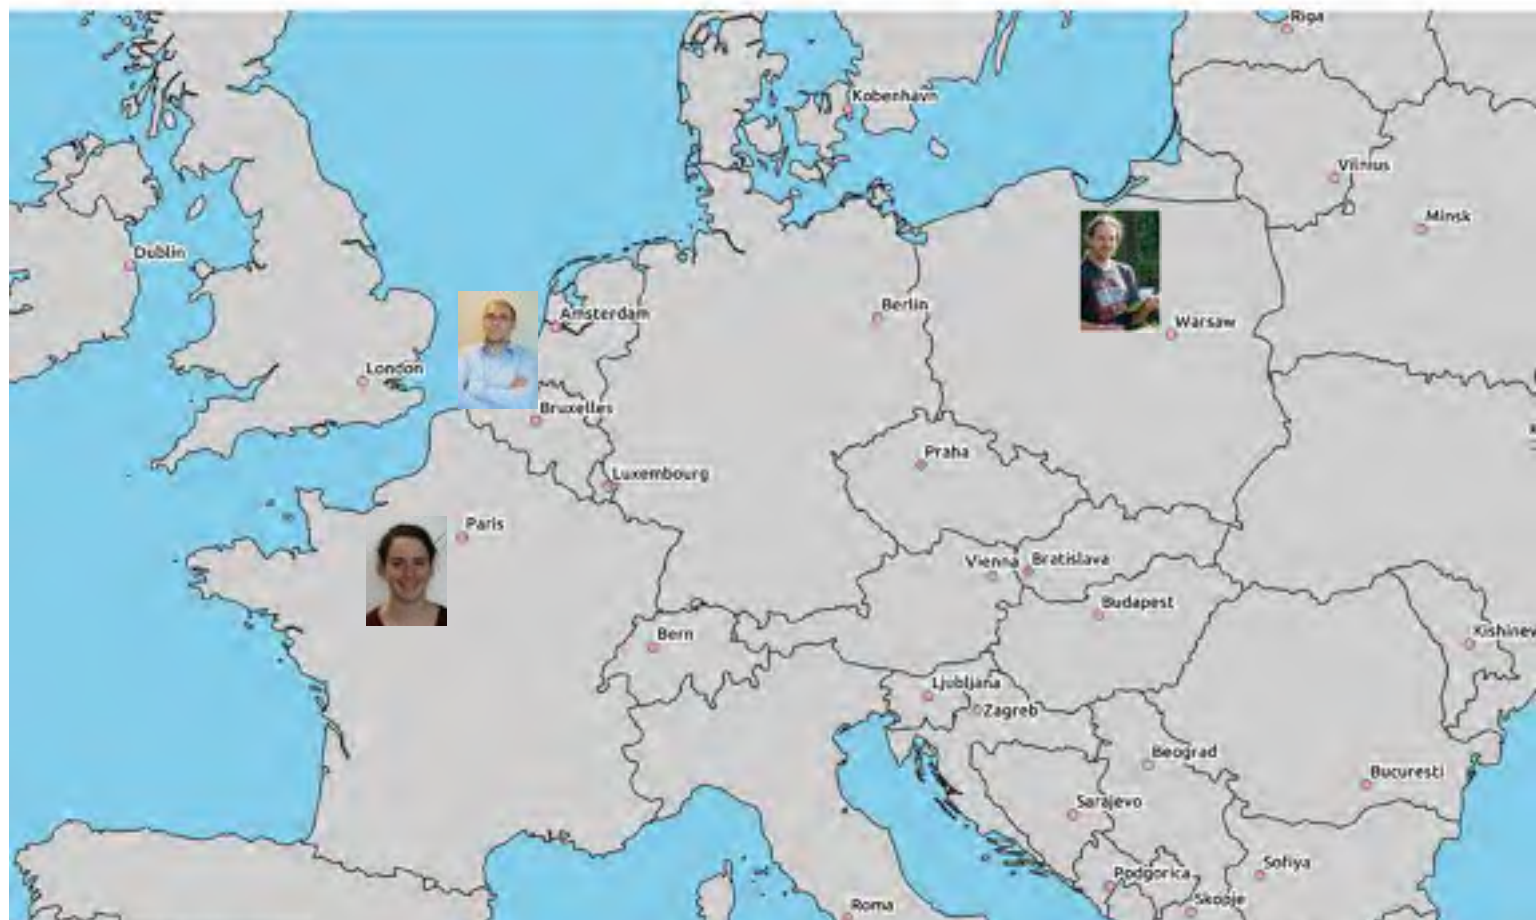 Riga
Kobenhavn
Vilnius
Minsk
Dublin
Amsterdam
Berlin
Warsaw
London
Bruxelles
Praha
Luxembourg
Paris
Vienna
Bratislava
Budapest
Bern
Kishinev
Ljubljana
Zagreb
Beograd
Bucuresti
Sarajevo
Sofiya
Podgorica
Skopje
Roma